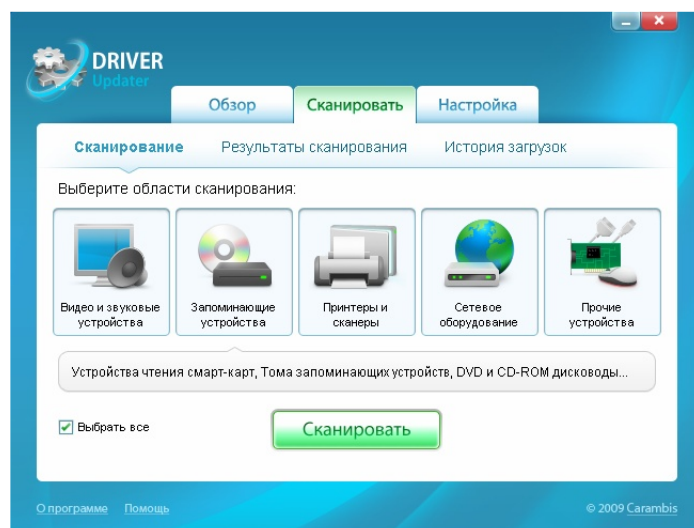 DRIVER
Updater
Обзор
Сканировать
Настройка
Сканирование
Результаты сканирования
История загрузок
Выберите области сканирования:
Видео и звуковые
устройства
Запоминающие
устройства
Принтеры и
сканеры
Сетевое
оборудование
Прочие
устройства
Устройства чтения смарт-карт, Тома запоминающих устройств, DVD и CD-ROM дисководы...
Выбрать все
Сканировать
О программе
Помощь
© 2009 Carambis